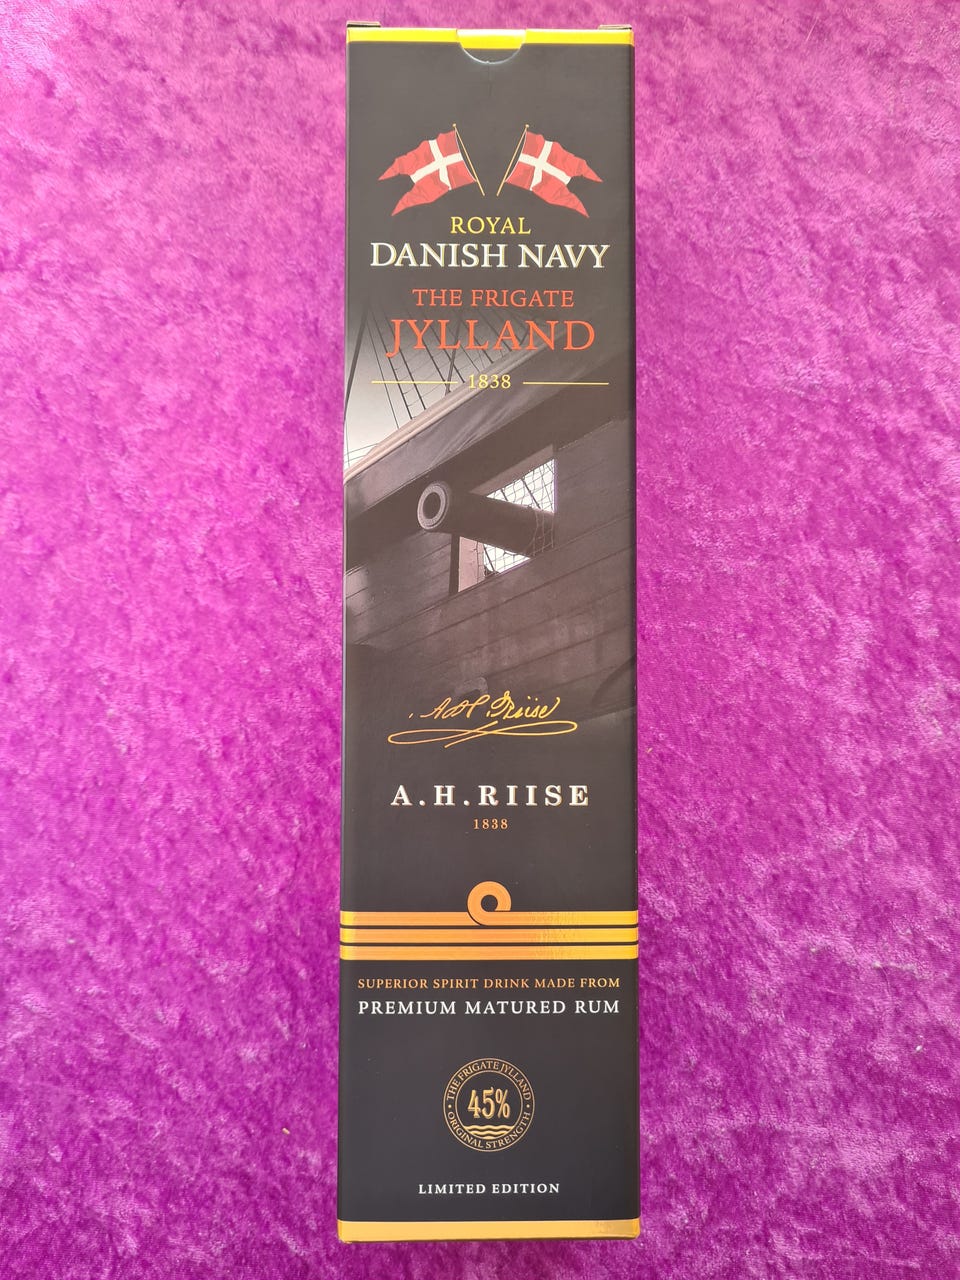 ROYAL
DANISH NAVY
THE FRIGATE
JYLLAND
1838
A.H. Riise
A.H.RIISE
1838
SUPERIOR SPIRIT DRINK MADE FROM
PREMIUM MATURED RUM
THE FRIGATE JYLLAND
45%
ORIGINAL STRENGTH
LIMITED EDITION